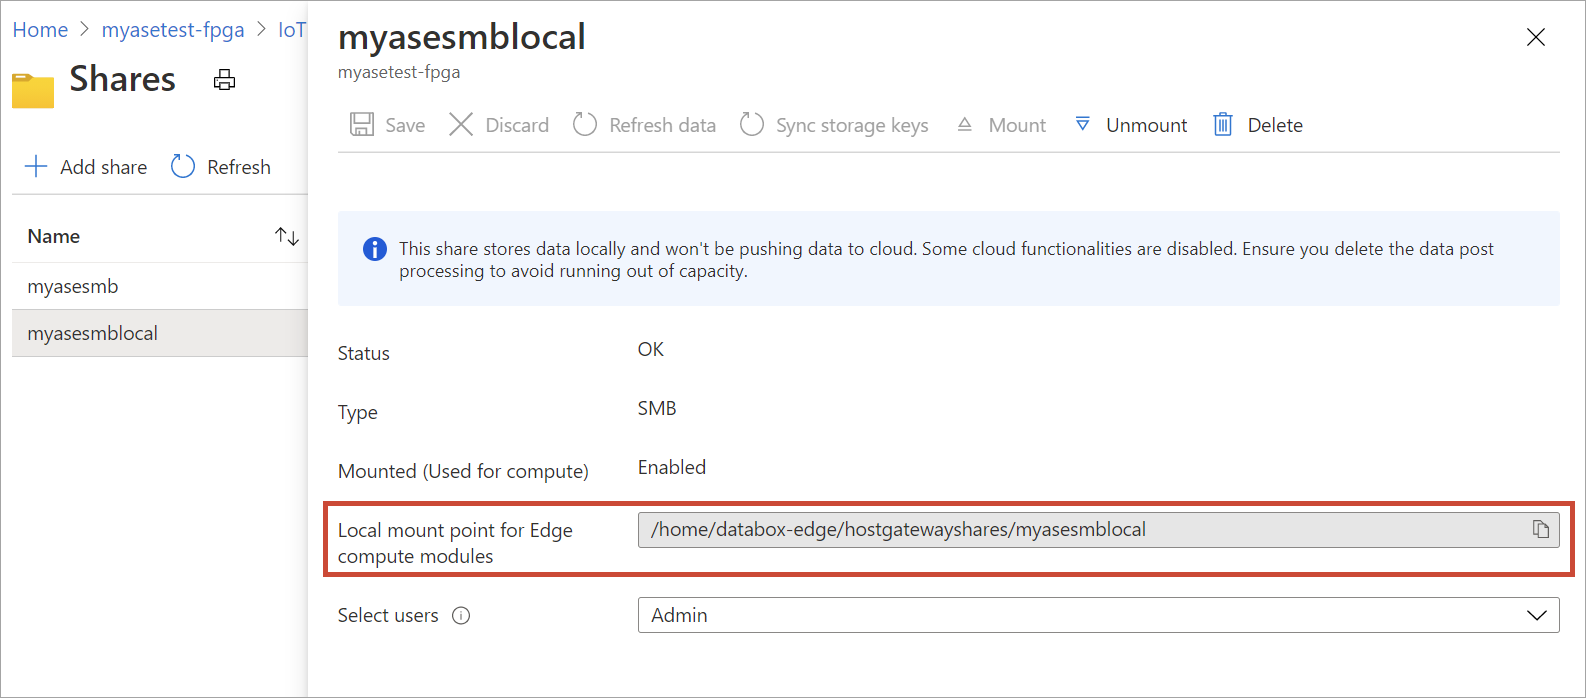 Home > myasetest-fpga > IoT
Shares
Add share Refresh
Name
myasesmb
myasesmblocal
myasesmblocal
myasetest-fpga
Save Discard Refresh data Sync storage keys Mount Unmount Delete
This share stores data locally and won't be pushing data to cloud. Some cloud functionalities are disabled. Ensure you delete the data post
processing to avoid running out of capacity.
Status OK
Type SMB
Mounted (Used for compute) Enabled
Local mount point for Edge
compute modules
/home/databox-edge/hostgatewayshares/myasesmblocal
Select users Admin